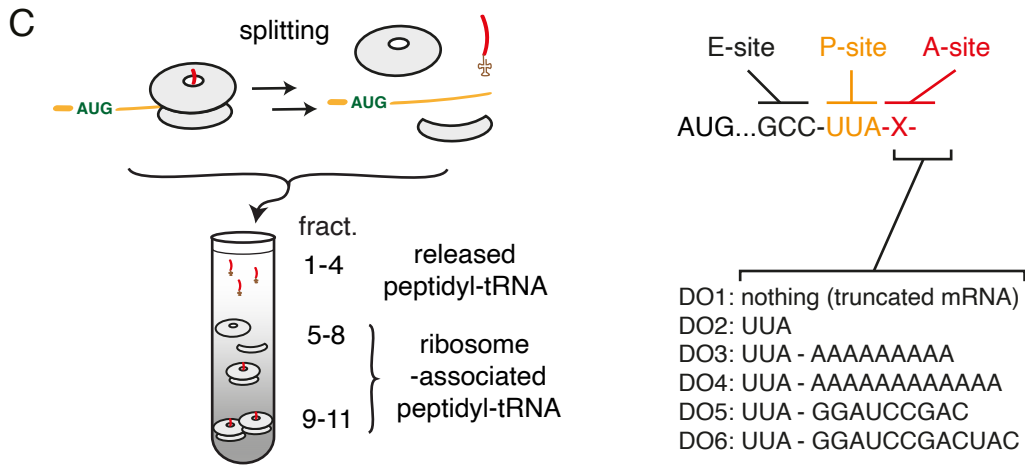 C
splitting
AUG
AUG
fract.
1-4
released
peptidyl-tRNA
5-8
ribosome
-associated
peptidyl-tRNA
9-11
E-site
P-site
A-site
AUG...GCC-UUA-X-
DO1: nothing (truncated mRNA)
DO2: UUA
DO3: UUA - AAAAAAAAA
DO4: UUA - AAAAAAAAAAAA
DO5: UUA - GGAUCCGAC
DO6: UUA - GGAUCCGACUAC